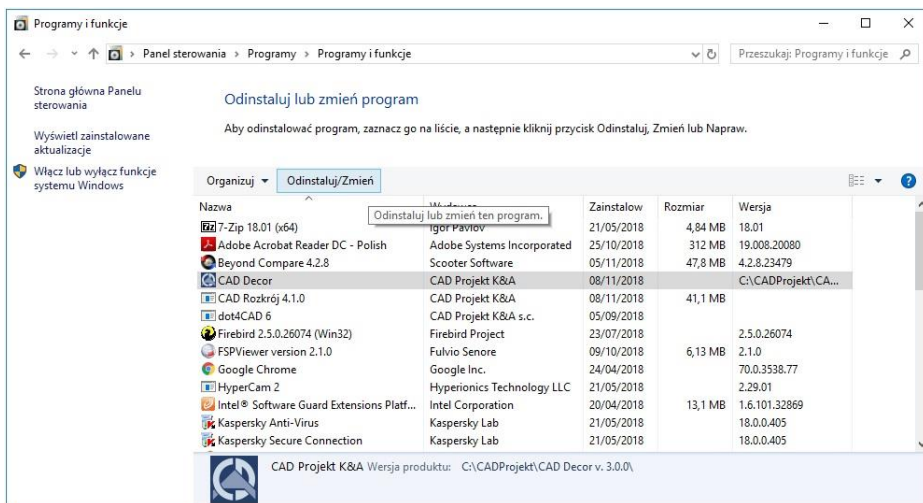 Programy i funkcje
Panel sterowania > Programy > Programy i funkcje
Przeszukaj: Programy i funkcje
Strona główna Panelu
sterowania
Wyświetl zainstalowane
aktualizacje
Włącz lub wyłącz funkcje
systemu Windows
Odinstaluj lub zmień program
Aby odinstalować program, zaznacz go na liście, a następnie kliknij przycisk Odinstaluj, Zmień lub Napraw.
Organizuj Odinstaluj/Zmień
Nazwa Wydawca Zainstalow Rozmiar Wersja
Odinstaluj lub zmień ten program.
7-Zip 18.01 (x64) Igor Pavlov 21/05/2018 4,84 MB 18.01
Adobe Acrobat Reader DC - Polish Adobe Systems Incorporated 25/10/2018 312 MB 19.008.20080
Beyond Compare 4.2.8 Scooter Software 05/11/2018 47,8 MB 4.2.8.23479
CAD Decor CAD Projekt K&A 08/11/2018 C:\CADProjekt\CA...
CAD Rozkrój 4.1.0 CAD Projekt K&A 08/11/2018 41,1 MB
dot4CAD 6 CAD Projekt K&A s.c. 05/09/2018
Firebird 2.5.0.26074 (Win32) Firebird Project 23/07/2018 2.5.0.26074
FSPViewer version 2.1.0 Fulvio Senore 09/10/2018 6,13 MB 2.1.0
Google Chrome Google Inc. 24/04/2018 70.0.3538.77
HyperCam 2 Hyperionics Technology LLC 21/05/2018 2.29.01
Intel® Software Guard Extensions Platf... Intel Corporation 20/04/2018 13,1 MB 1.6.101.32869
Kaspersky Anti-Virus Kaspersky Lab 21/05/2018 18.0.0.405
Kaspersky Secure Connection Kaspersky Lab 21/05/2018 18.0.0.405
CAD Projekt K&A Wersja produktu: C:\CADProjekt\CAD Decor v. 3.0.0\